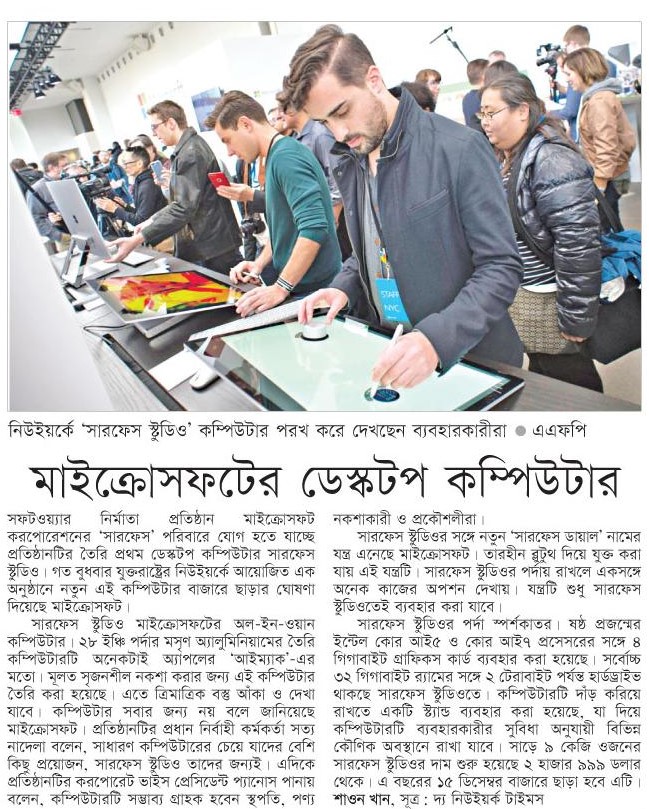 STAFF
NYC
নিউইয়র্কে ‘সারফেস স্টুডিও’ কম্পিউটার পরখ করে দেখছেন ব্যবহারকারীরা ● এএফপি
মাইক্রোসফটের ডেস্কটপ কম্পিউটার
সফটওয়্যার নির্মাতা প্রতিষ্ঠান মাইক্রোসফট
করপোরেশনের ‘সারফেস’ পরিবারে যোগ হতে যাচ্ছে
প্রতিষ্ঠানটির তৈরি প্রথম ডেস্কটপ কম্পিউটার সারফেস
স্টুডিও। গত বুধবার যুক্তরাষ্ট্রের নিউইয়র্কে আয়োজিত এক
অনুষ্ঠানে নতুন এই কম্পিউটার বাজারে ছাড়ার ঘোষণা
দিয়েছে মাইক্রোসফট।
সারফেস স্টুডিও মাইক্রোসফটের অল-ইন-ওয়ান
কম্পিউটার। ২৮ ইঞ্চি পর্দার মসৃণ অ্যালুমিনিয়ামের তৈরি
কম্পিউটারটি অনেকটাই অ্যাপলের ‘আইম্যাক’-এর
মতো। মূলত সৃজনশীল নকশা করার জন্য এই কম্পিউটার
তৈরি করা হয়েছে। এতে ত্রিমাত্রিক বস্তু আঁকা ও দেখা
যাবে। কম্পিউটার সবার জন্য নয় বলে জানিয়েছে
মাইক্রোসফট। প্রতিষ্ঠানটির প্রধান নির্বাহী কর্মকর্তা সত্য
নাদেলা বলেন, সাধারণ কম্পিউটারের চেয়ে যাদের বেশি
কিছু প্রয়োজন, সারফেস স্টুডিও তাদের জন্যই। এদিকে
প্রতিষ্ঠানটির করপোরেট ভাইস প্রেসিডেন্ট প্যানোস পানায়
বলেন, কম্পিউটারটি সম্ভাব্য গ্রাহক হবেন স্থপতি, পণ্য
নকশাকারী ও প্রকৌশলীরা।
সারফেস স্টুডিওর সঙ্গে নতুন ‘সারফেস ডায়াল’ নামের
যন্ত্র এনেছে মাইক্রোসফট। তারহীন ব্লুটুথ দিয়ে যুক্ত করা
যায় এই যন্ত্রটি। সারফেস স্টুডিওর পর্দায় রাখলে একসঙ্গে
অনেক কাজের অপশন দেখায়। যন্ত্রটি শুধু সারফেস
স্টুডিওতেই ব্যবহার করা যাবে।
সারফেস স্টুডিওর পর্দা স্পর্শকাতর। ষষ্ঠ প্রজন্মের
ইন্টেল কোর আই৫ ও কোর আই৭ প্রসেসরের সঙ্গে ৪
গিগাবাইট গ্রাফিকস কার্ড ব্যবহার করা হয়েছে। সর্বোচ্চ
৩২ গিগাবাইট র‍্যামের সঙ্গে ২ টেরাবাইট পর্যন্ত হার্ডড্রাইভ
থাকছে সারফেস স্টুডিওতে। কম্পিউটারটি দাঁড় করিয়ে
রাখতে একটি স্ট্যান্ড ব্যবহার করা হয়েছে, যা দিয়ে
কম্পিউটারটি ব্যবহারকারীর সুবিধা অনুযায়ী বিভিন্ন
কৌণিক অবস্থানে রাখা যাবে। সাড়ে ৯ কেজি ওজনের
সারফেস স্টুডিওর দাম শুরু হয়েছে ২ হাজার ৯৯৯ ডলার
থেকে। এ বছরের ১৫ ডিসেম্বর বাজারে ছাড়া হবে এটি।
শাওন খান, সূত্র : দ্য নিউইয়র্ক টাইমস